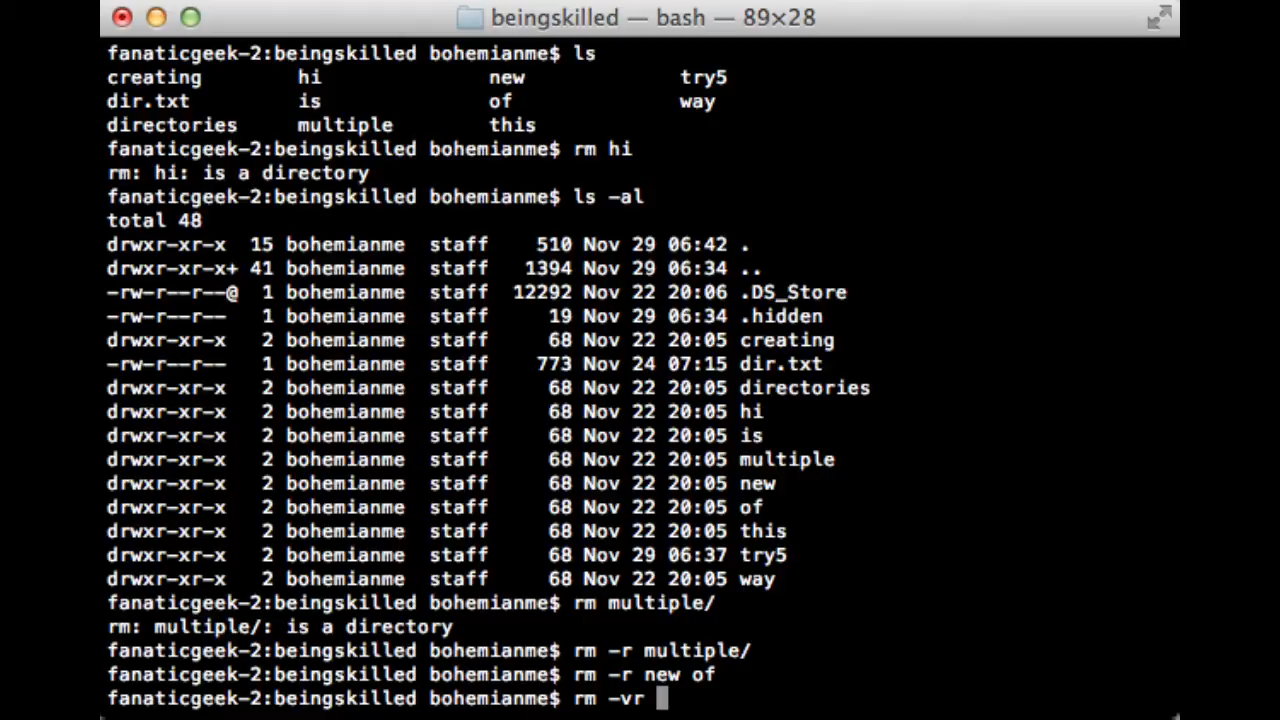 beingskilled — bash — 89×28
fanaticgeek-2:beingskilled bohemianme$ ls
creating hi new try5
dir.txt is of way
directories multiple this
fanaticgeek-2:beingskilled bohemianme$ rm hi
rm: hi: is a directory
fanaticgeek-2:beingskilled bohemianme$ ls -al
total 48
drwxr-xr-x 15 bohemianme staff 510 Nov 29 06:42 .
drwxr-xr-x+ 41 bohemianme staff 1394 Nov 29 06:34 ..
-rw-r--r--@ 1 bohemianme staff 12292 Nov 22 20:06 .DS_Store
-rw-r--r-- 1 bohemianme staff 19 Nov 29 06:34 .hidden
drwxr-xr-x 2 bohemianme staff 68 Nov 22 20:05 creating
-rw-r--r-- 1 bohemianme staff 773 Nov 24 07:15 dir.txt
drwxr-xr-x 2 bohemianme staff 68 Nov 22 20:05 directories
drwxr-xr-x 2 bohemianme staff 68 Nov 22 20:05 hi
drwxr-xr-x 2 bohemianme staff 68 Nov 22 20:05 is
drwxr-xr-x 2 bohemianme staff 68 Nov 22 20:05 multiple
drwxr-xr-x 2 bohemianme staff 68 Nov 22 20:05 new
drwxr-xr-x 2 bohemianme staff 68 Nov 22 20:05 of
drwxr-xr-x 2 bohemianme staff 68 Nov 22 20:05 this
drwxr-xr-x 2 bohemianme staff 68 Nov 29 06:37 try5
drwxr-xr-x 2 bohemianme staff 68 Nov 22 20:05 way
fanaticgeek-2:beingskilled bohemianme$ rm multiple/
rm: multiple/: is a directory
fanaticgeek-2:beingskilled bohemianme$ rm -r multiple/
fanaticgeek-2:beingskilled bohemianme$ rm -r new of
fanaticgeek-2:beingskilled bohemianme$ rm -vr